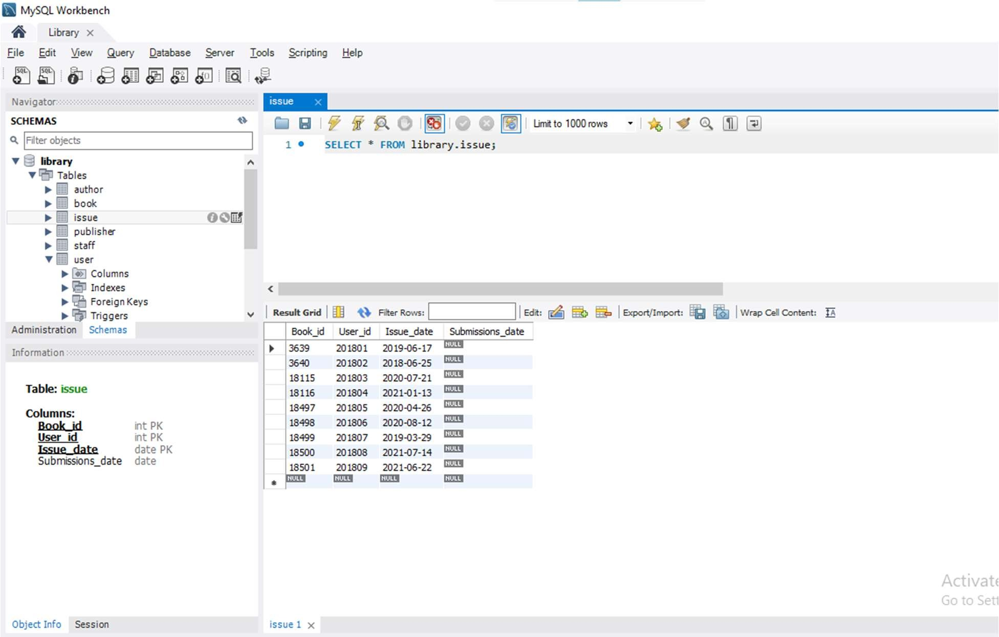 MySQL Workbench
Library
File Edit View Query Database Server Tools Scripting Help
SQL SQL
Navigator
SCHEMAS
Filter objects
library
Tables
author
book
issue
publisher
staff
user
Columns
Indexes
Foreign Keys
Triggers
Administration Schemas
Information
Table: issue
Columns:
Book_id int PK
User_id int PK
Issue_date date PK
Submissions_date date
Object Info Session
issue
Limit to 1000 rows
1 SELECT * FROM library.issue;
Result Grid Filter Rows: Edit: Export/Import: Wrap Cell Content:
Book_id User_id Issue_date Submissions_date
3639 201801 2019-06-17 NULL
3640 201802 2018-06-25 NULL
18115 201803 2020-07-21 NULL
18116 201804 2021-01-13 NULL
18497 201805 2020-04-26 NULL
18498 201806 2020-08-12 NULL
18499 201807 2019-03-29 NULL
18500 201808 2021-07-14 NULL
18501 201809 2021-06-22 NULL
NULL NULL NULL NULL
issue 1
Activate
Go to Sett